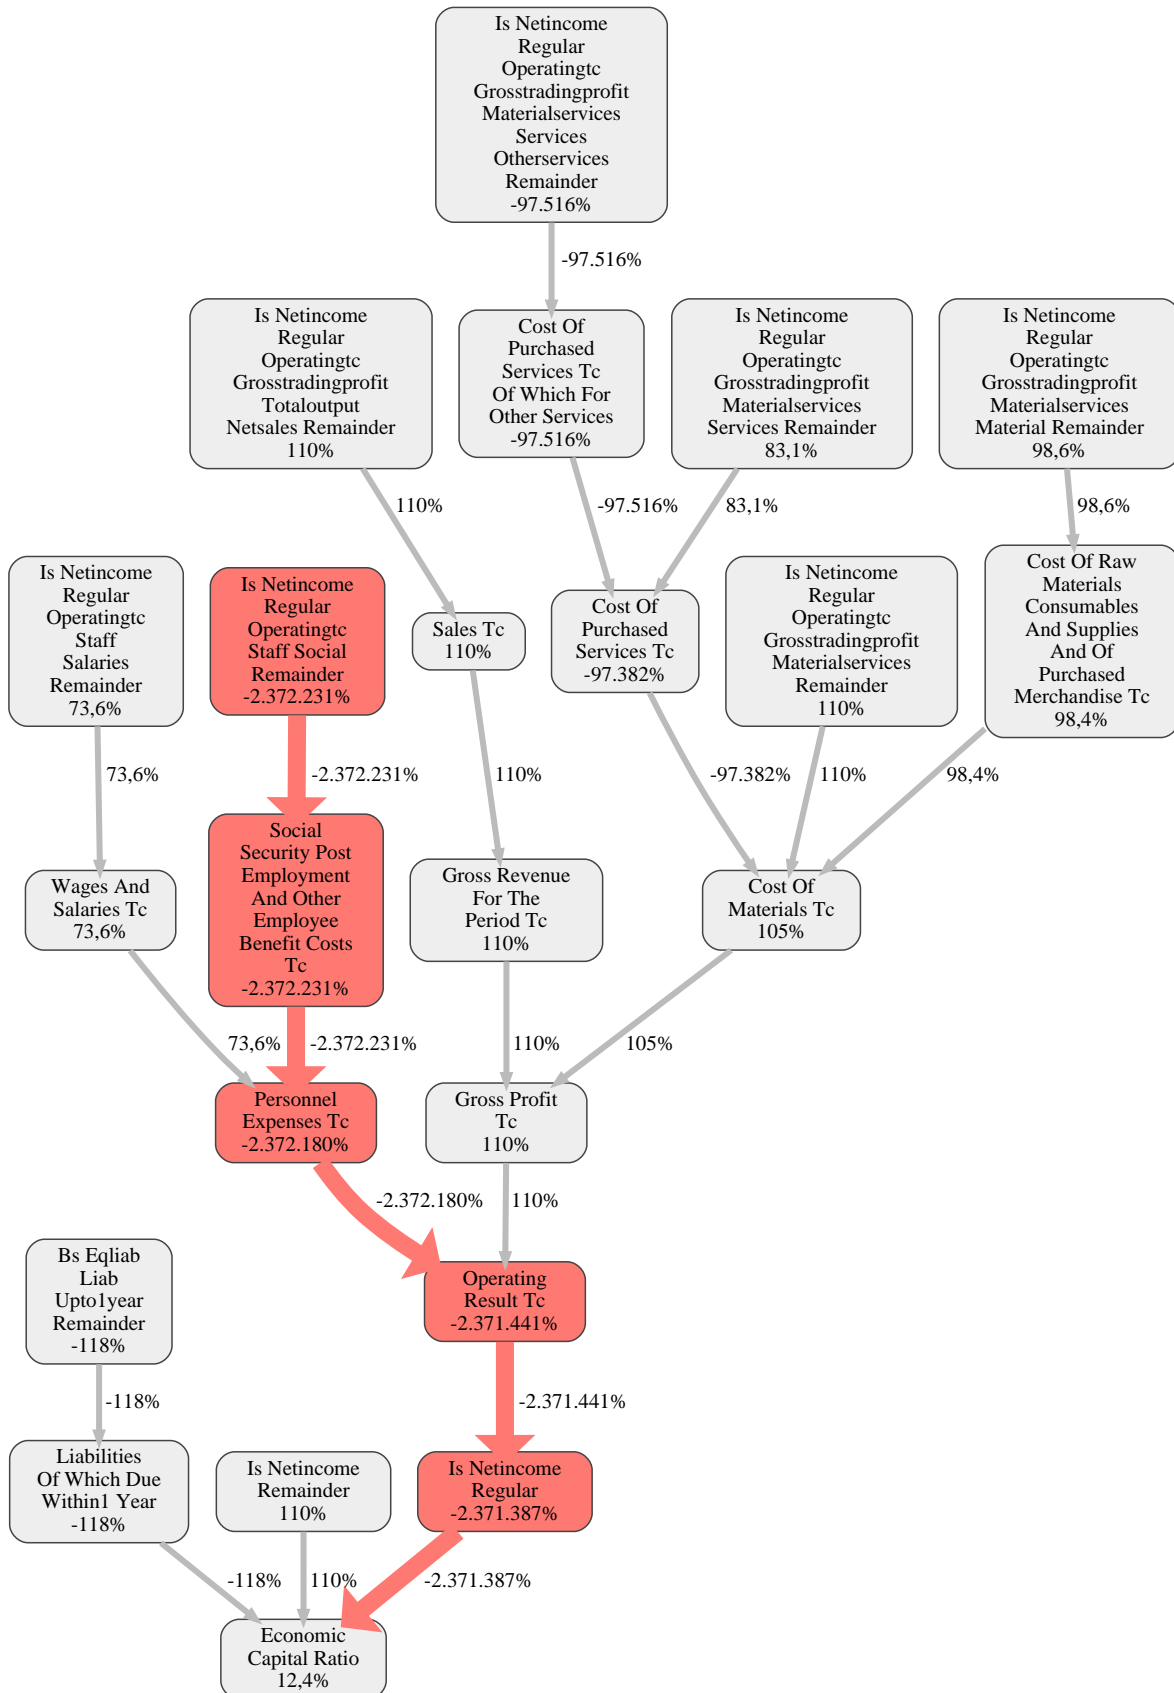 Is Netincome
Regular
Operatingtc
Grosstradingprofit
Materialservices
Services
Otherservices
Remainder
-97.516%
-97.516%
Is Netincome
Regular
Operatingtc
Grosstradingprofit
Totaloutput
Netsales Remainder
110%
Cost Of
Purchased
Services Tc
Of Which For
Other Services
-97.516%
Is Netincome
Regular
Operatingtc
Grosstradingprofit
Materialservices
Services Remainder
83,1%
Is Netincome
Regular
Operatingtc
Grosstradingprofit
Materialservices
Material Remainder
98,6%
110%
-97.516%
83,1%
98,6%
Is Netincome
Regular
Operatingtc
Staff
Salaries
Remainder
73,6%
Is Netincome
Regular
Operatingtc
Staff Social
Remainder
-2.372.231%
Sales Tc
110%
Cost Of
Purchased
Services Tc
-97.382%
Is Netincome
Regular
Operatingtc
Grosstradingprofit
Materialservices
Remainder
110%
Cost Of Raw
Materials
Consumables
And Supplies
And Of
Purchased
Merchandise Tc
98,4%
73,6%
-2.372.231%
110%
-97.382%
110%
98,4%
Wages And
Salaries Tc
73,6%
Social
Security Post
Employment
And Other
Employee
Benefit Costs
Tc
-2.372.231%
Gross Revenue
For The
Period Tc
110%
Cost Of
Materials Tc
105%
73,6%
-2.372.231%
110%
105%
Personnel
Expenses Tc
-2.372.180%
Gross Profit
Tc
110%
-2.372.180%
110%
Bs Eqliab
Liab
Upto1year
Remainder
-118%
Operating
Result Tc
-2.371.441%
-118%
-2.371.441%
Liabilities
Of Which Due
Within1 Year
-118%
Is Netincome
Remainder
110%
Is Netincome
Regular
-2.371.387%
-118%
110%
-2.371.387%
Economic
Capital Ratio
12,4%